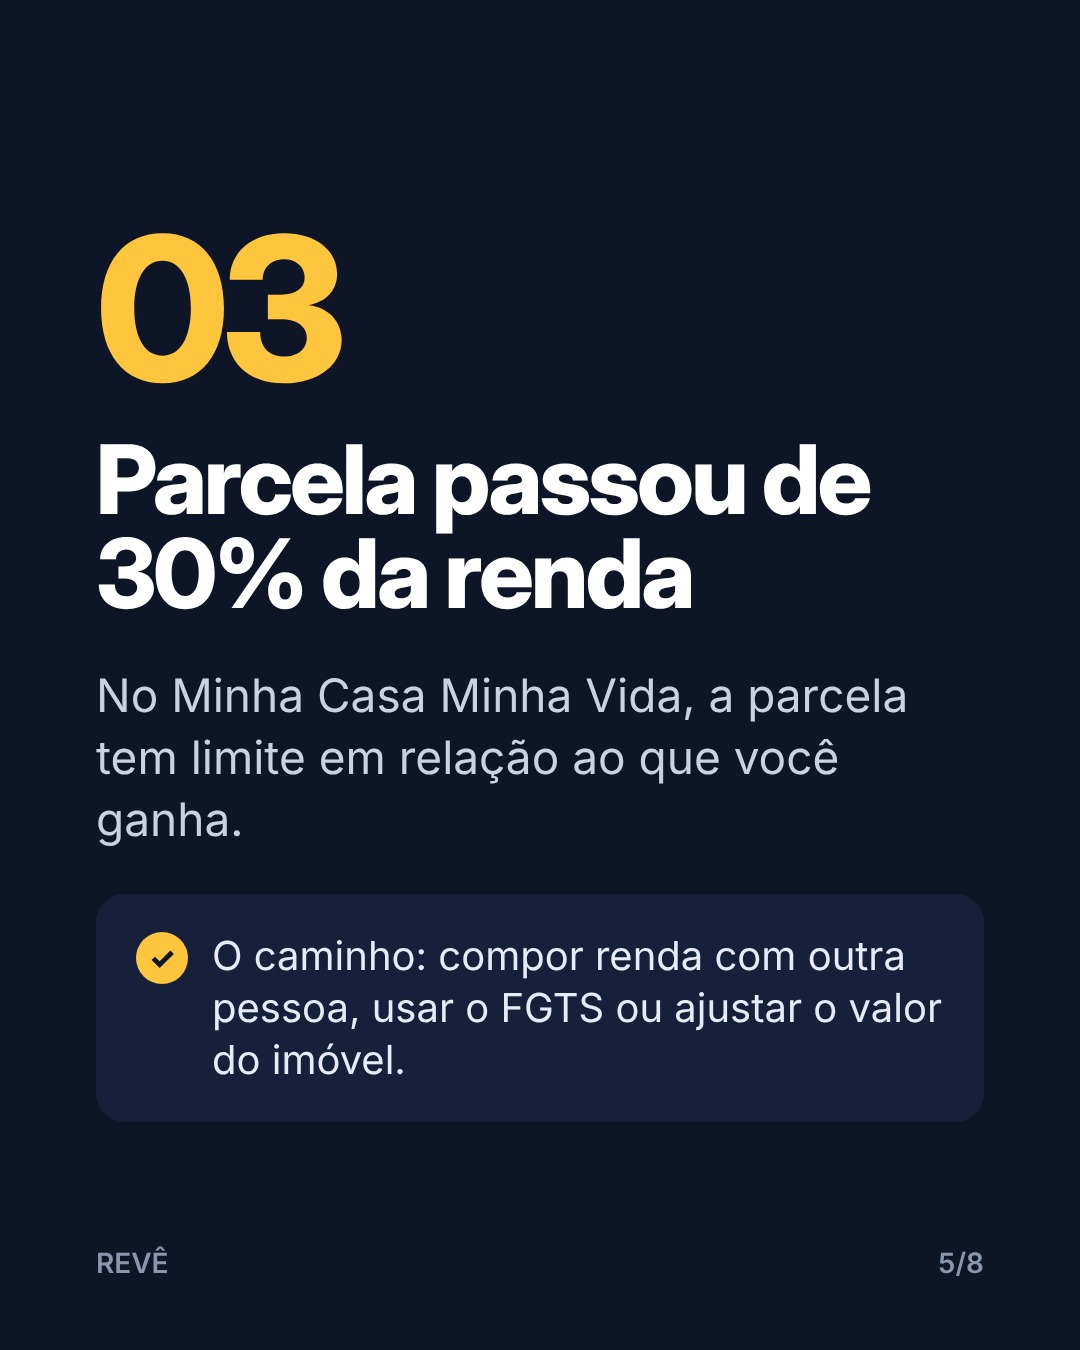 03
Parcela passou de
30% da renda
No Minha Casa Minha Vida, a parcela
tem limite em relação ao que você
ganha.
O caminho: compor renda com outra
pessoa, usar o FGTS ou ajustar o valor
do imóvel.
REVÊ
5/8